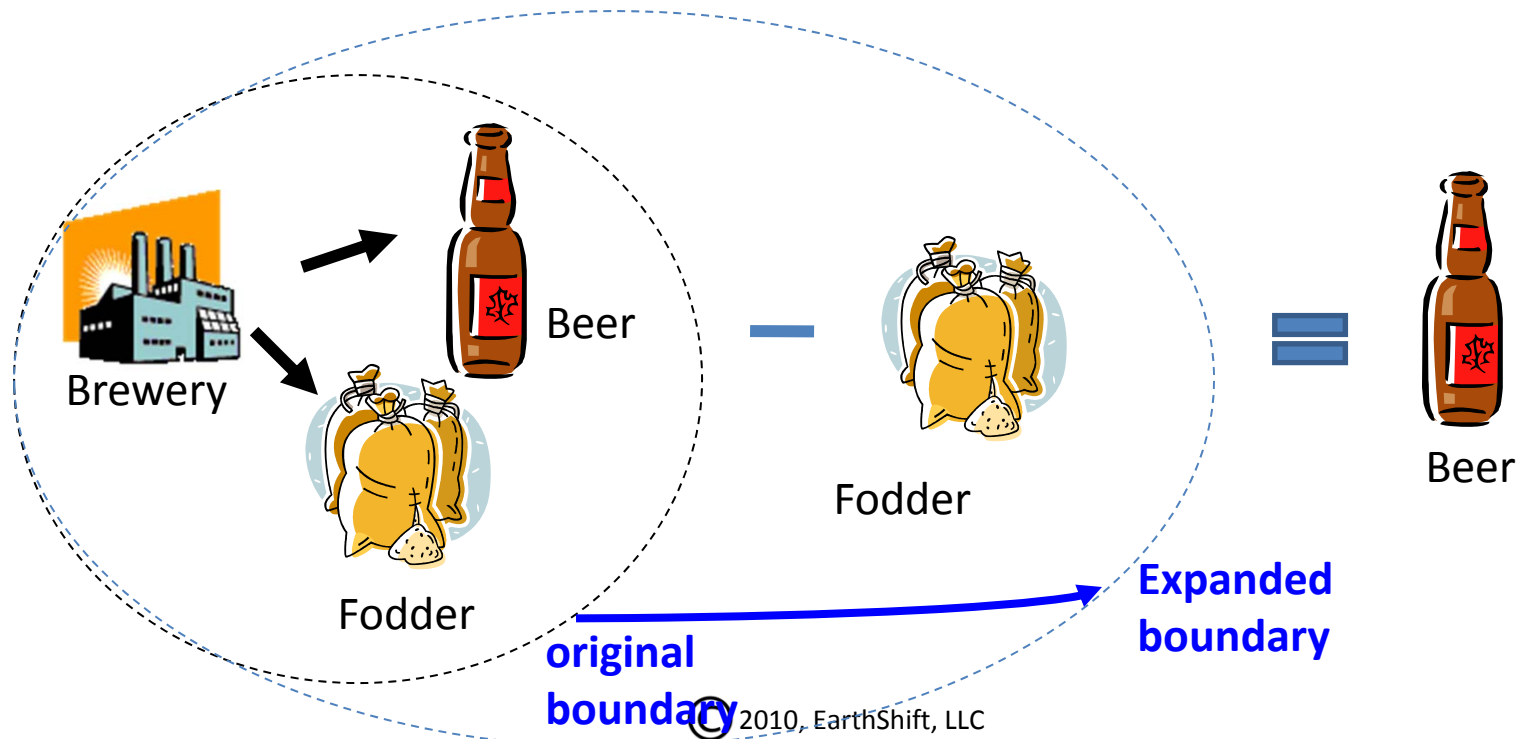 Brewery
Beer
Fodder
Fodder
Beer
original
boundary
Expanded
boundary
© 2010, EarthShift, LLC